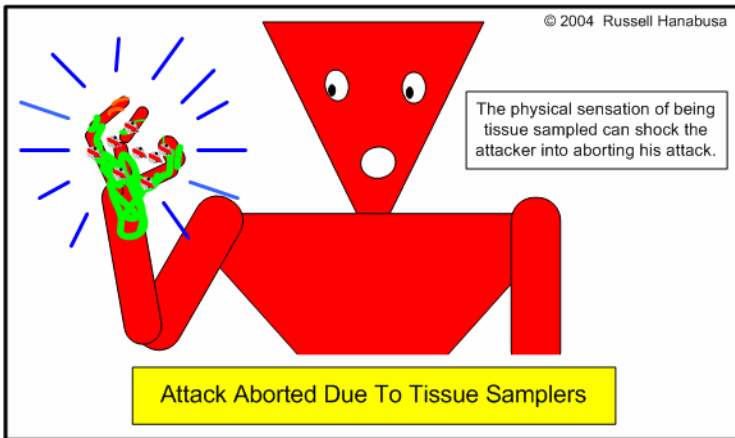 © 2004 Russell Hanabusa
The physical sensation of being
tissue sampled can shock the
attacker into aborting his attack.
Attack Aborted Due To Tissue Samplers